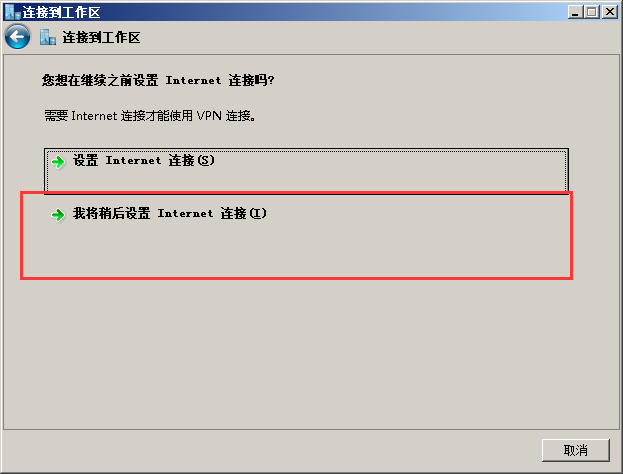 连接到工作区
连接到工作区
您想在继续之前设置 Internet 连接吗?
需要 Internet 连接才能使用 VPN 连接。
设置 Internet 连接(S)
我将稍后设置 Internet 连接(I)
取消